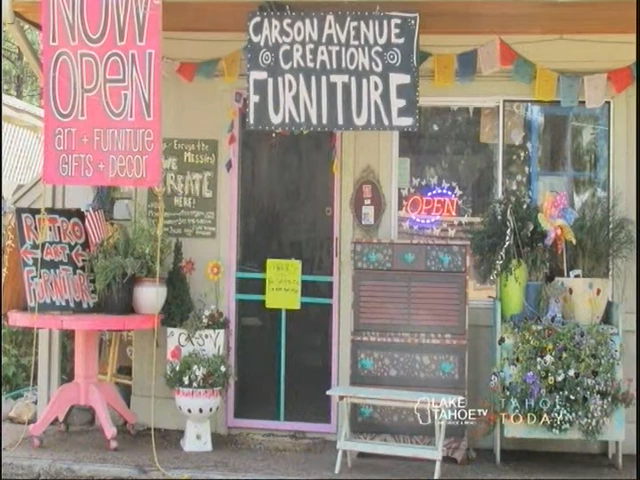 NOW
OPEN
ART + FURNITURE
GIFTS + DECOR
CARSON AVENUE
CREATIONS
FURNITURE
WE
CREATE
HERE!
OPEN
RETRO
ART
FURNITURE
ENJOY
LAKE
TAHOE TV
TAHOE
TODAY